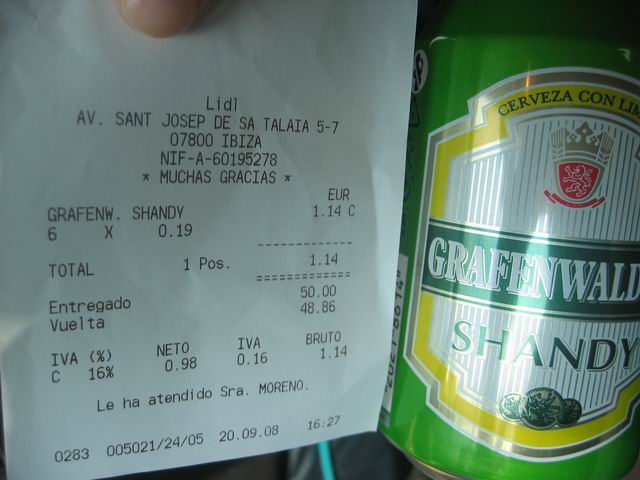 Lidl
AV. SANT JOSEP DE SA TALAIA 5-7
07800 IBIZA
NIF-A-60195278
* MUCHAS GRACIAS *
EUR
GRAFENW. SHANDY 1.14 C
6 X 0.19
TOTAL 1 Pos. 1.14
Entregado 50.00
Vuelta 48.86
IVA (%) NETO IVA BRUTO
C 16% 0.98 0.16 1.14
Le ha atendido Sra. MORENO.
0283 005021/24/05 20.09.08 16:27
CERVEZA CON LIM
GRAFENWALD
SHANDY